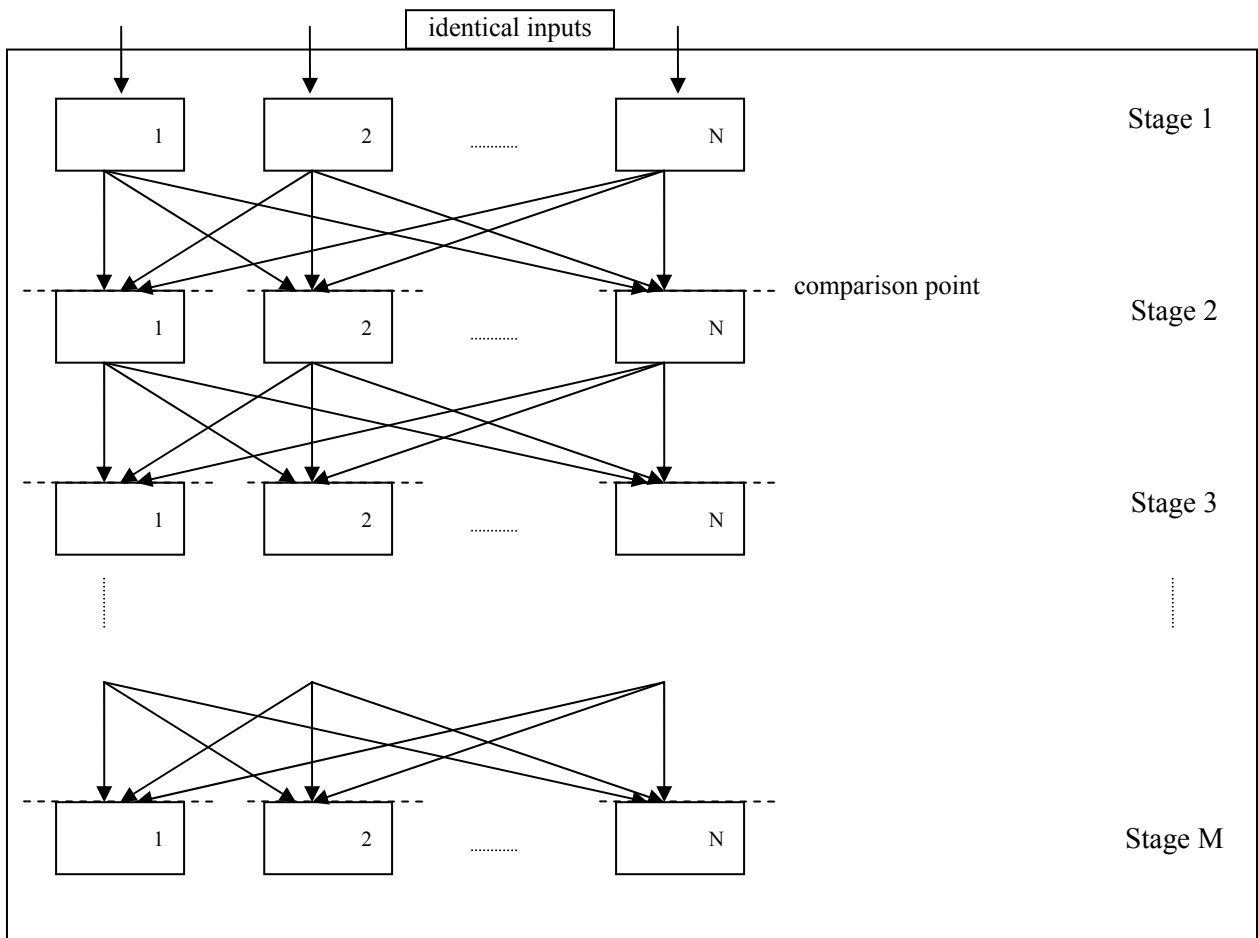 identical inputs
1 2 ........... N Stage 1
comparison point
1 2 ........... N Stage 2
1 2 ........... N Stage 3
1 2 ........... N Stage M